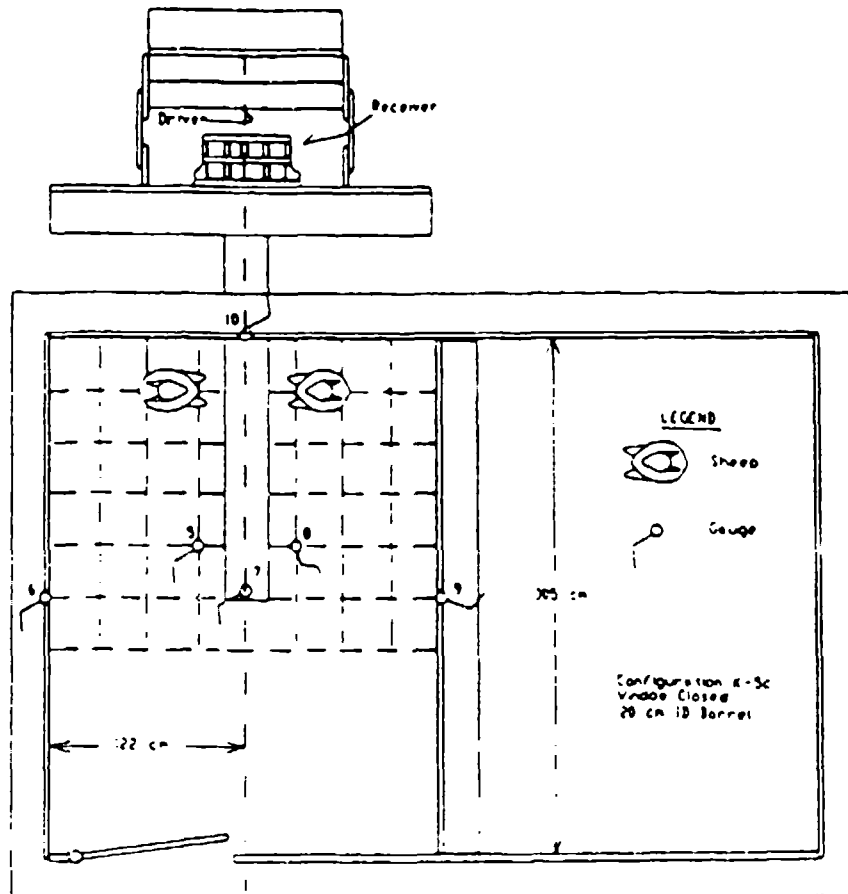 Driver
Receiver
10
LEGEND
Sheep
5
8
Gauge
7
6
9
305 cm
Configuration K-5c
Window Closed
20 cm ID Barrel
122 cm